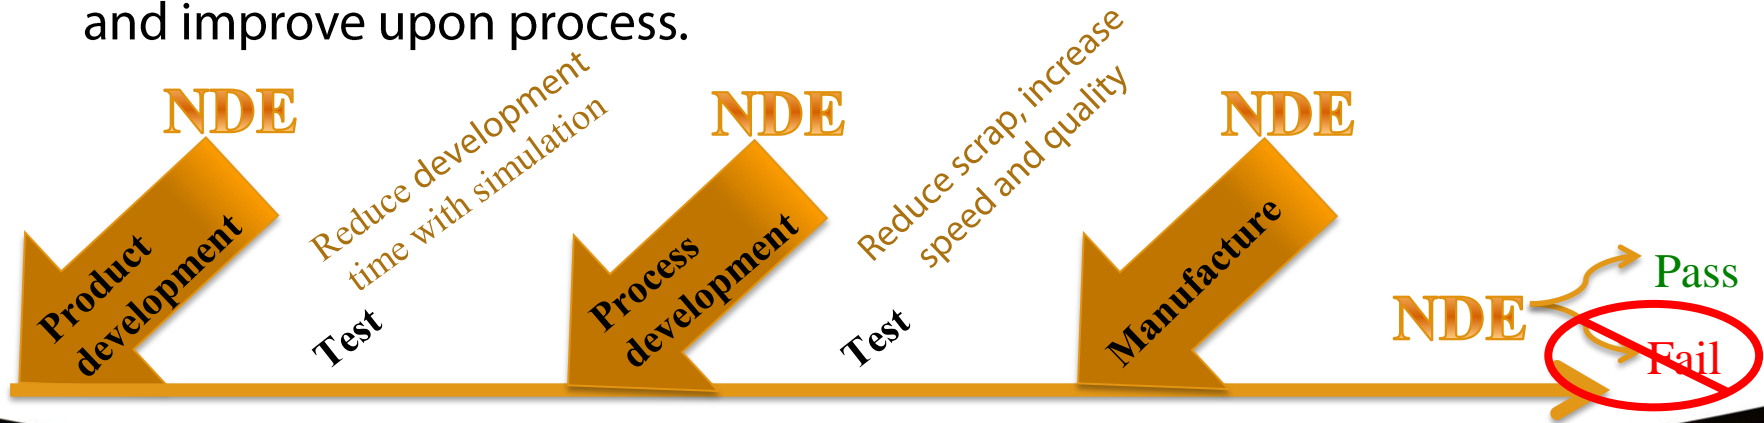 and improve upon process.
NDE
Product
development
Reduce development
time with simulation
Test
NDE
Process
development
Reduce scrap, increase
speed and quality
Test
NDE
Manufacture
NDE
Pass
Fail